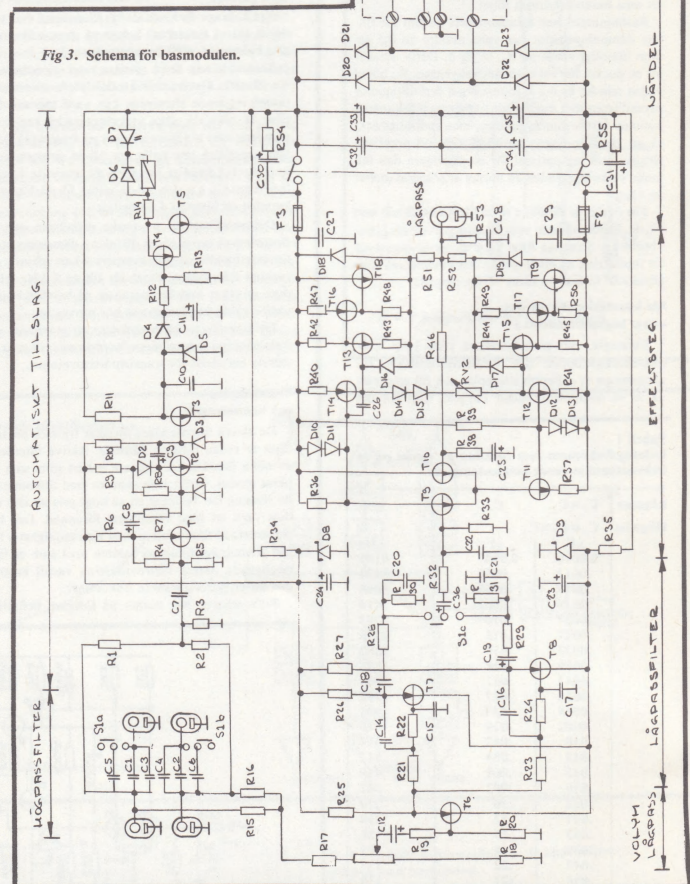 Fig 3. Schema för basmodulen.
AUTOMATISKT TILLSLAG
HÖGPASSFILTER
VOLYM LÅGPASS
LÅGPASSFILTER
EFFEKTSTEG
NÄTDEL
LÅGPASS
D21
D23
D20
D22
D7
D6
R14
T5
T4
R13
R12
D4
C11
D5
C10
R11
T3
R10
C9
D3
D2
T2
R9
R8
D1
C8
R6
R7
T1
R4
R5
C7
R3
R1
R2
S1a
C5
C1
C3
C4
C2
C6
S1b
R16
R15
R54
C30
C33
C32
C35
C34
R55
C31
F3
C27
R53
C28
C29
F2
D18
T18
R51
R52
D19
T19
R47
T16
R48
R49
T17
R50
R42
R43
R46
R44
T15
R45
T13
D16
D17
R40
T14
C26
D14
D15
RV2
T12
R41
D10
D11
R39
D12
D13
R38
C25
R36
T10
T9
T11
R37
R34
D8
R33
D9
R35
C24
C20
R32
C22
C21
C23
R30
C36
R31
S1c
R28
R29
R27
C18
C19
T8
R26
T7
C16
C14
R22
C15
R24
C17
R21
R23
R25
T6
R17
C12
R19
R20
R18